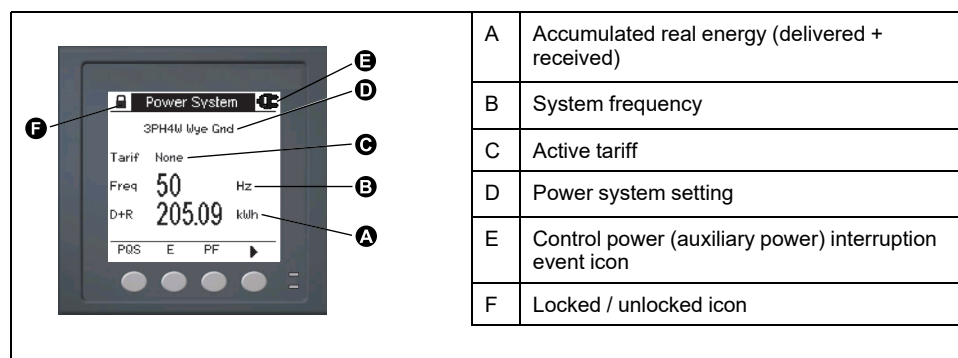 Power System
3PH4W Wye Gnd
Tarif None
Freq 50 Hz
D+R 205.09 kWh
PQS E PF
E
D
F
C
B
A
A Accumulated real energy (delivered +
received)
B System frequency
C Active tariff
D Power system setting
E Control power (auxiliary power) interruption
event icon
F Locked / unlocked icon